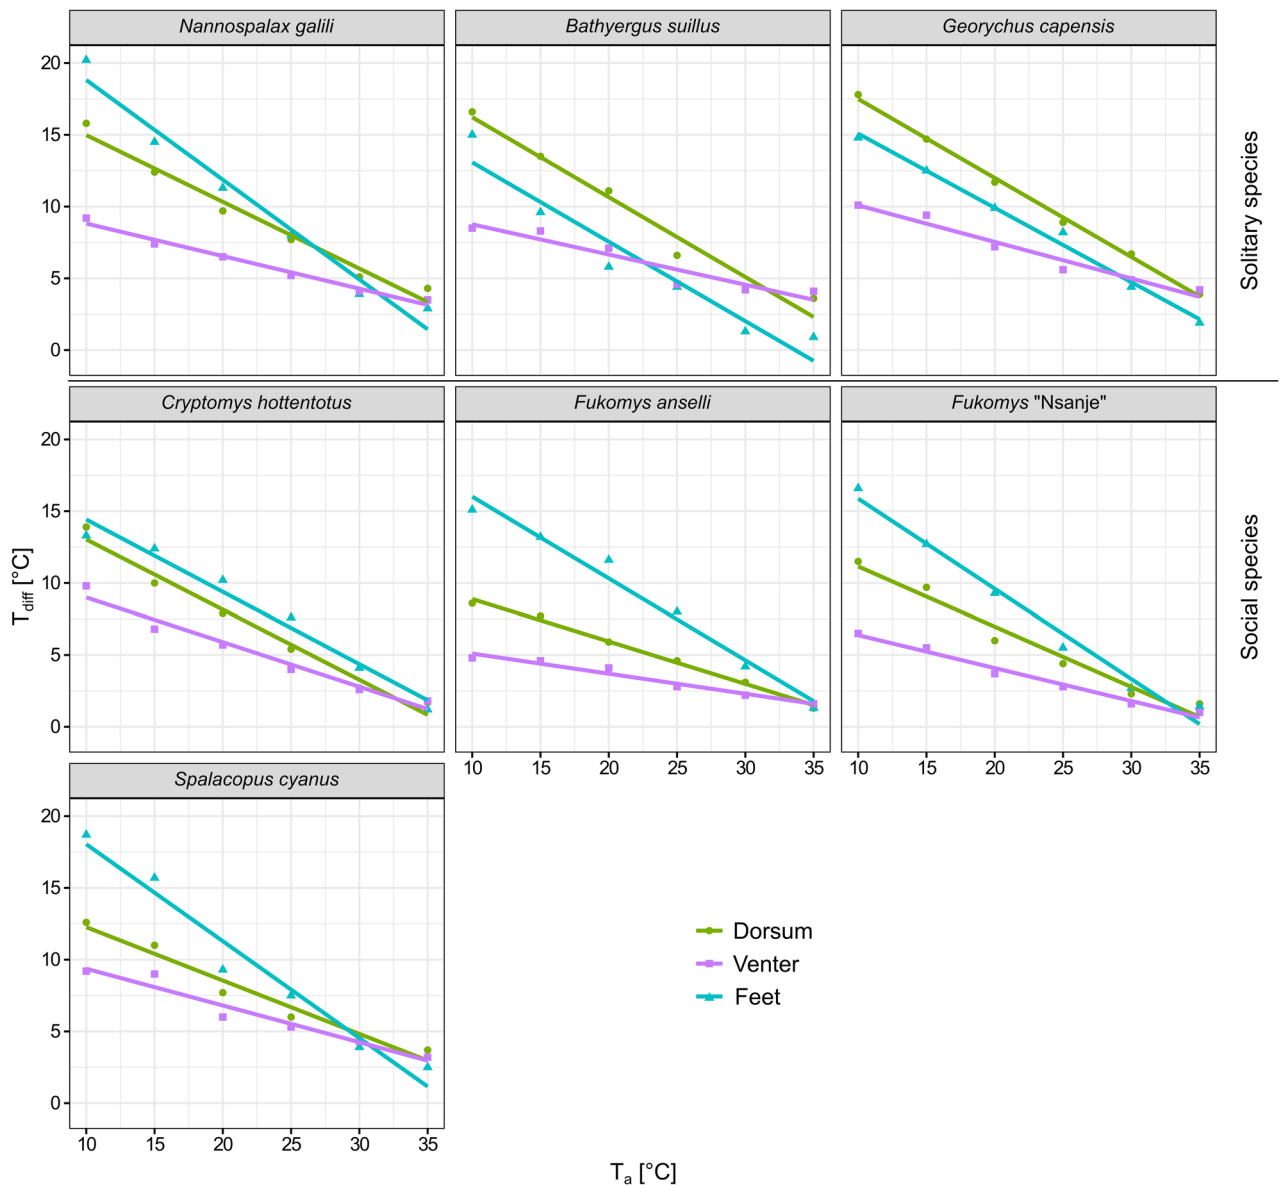 Nannospalax galili
Bathyergus suillus
Georychus capensis
20
15
10
5
0
Solitary species
Cryptomys hottentotus
Fukomys anselli
Fukomys "Nsanje"
20
15
10
5
0
Social species
10 15 20 25 30 35
10 15 20 25 30 35
Tdiff [°C]
Spalacopus cyanus
20
15
10
5
0
10 15 20 25 30 35
Dorsum
Venter
Feet
Ta [°C]